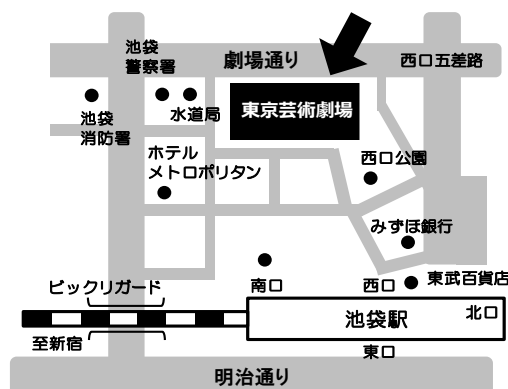 池袋
警察署
劇場通り
西口五差路
池袋
消防署
水道局
東京芸術劇場
ホテル
メトロポリタン
西口公園
みずほ銀行
南口
西口
東武百貨店
ビックリガード
池袋駅
北口
至新宿
東口
明治通り